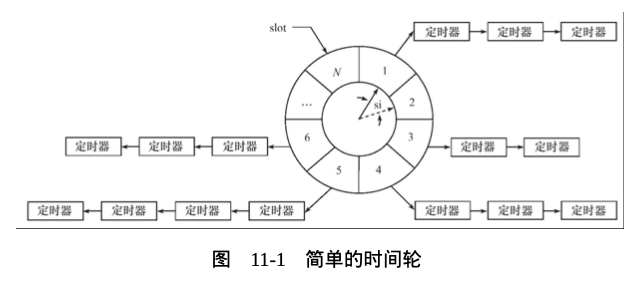 slot
定时器 定时器 定时器
N 1
... si 2
定时器 定时器 定时器 6 3 定时器 定时器
5 4
定时器 定时器 定时器 定时器 定时器 定时器 定时器
图 11-1 简单的时间轮